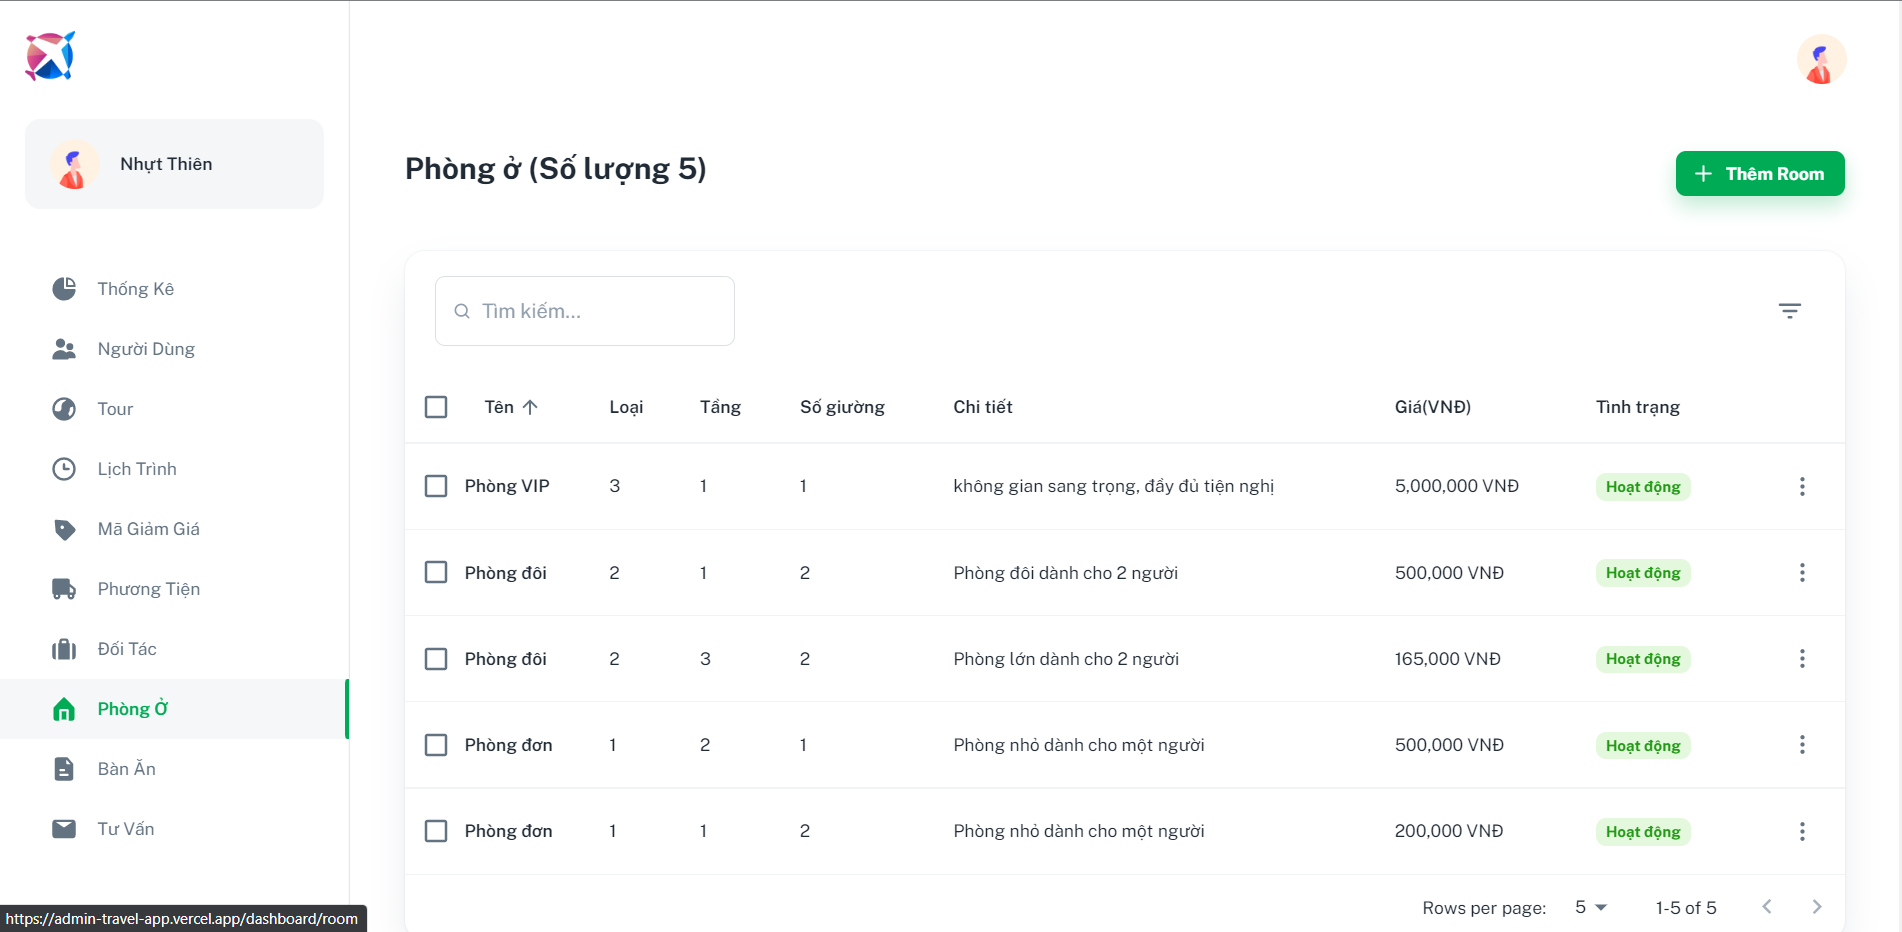 Nhựt Thiên
Thống Kê
Người Dùng
Tour
Lịch Trình
Mã Giảm Giá
Phương Tiện
Đối Tác
Phòng Ở
Bàn Ăn
Tư Vấn
Phòng ở (Số lượng 5)
Thêm Room
Tìm kiếm...
Tên Loại Tầng Số giường Chi tiết Giá(VNĐ) Tình trạng
Phòng VIP 3 1 1 không gian sang trọng, đầy đủ tiện nghị 5,000,000 VNĐ Hoạt động
Phòng đôi 2 1 2 Phòng đôi dành cho 2 người 500,000 VNĐ Hoạt động
Phòng đôi 2 3 2 Phòng lớn dành cho 2 người 165,000 VNĐ Hoạt động
Phòng đơn 1 2 1 Phòng nhỏ dành cho một người 500,000 VNĐ Hoạt động
Phòng đơn 1 1 2 Phòng nhỏ dành cho một người 200,000 VNĐ Hoạt động
Rows per page: 5 1-5 of 5
https://admin-travel-app.vercel.app/dashboard/room